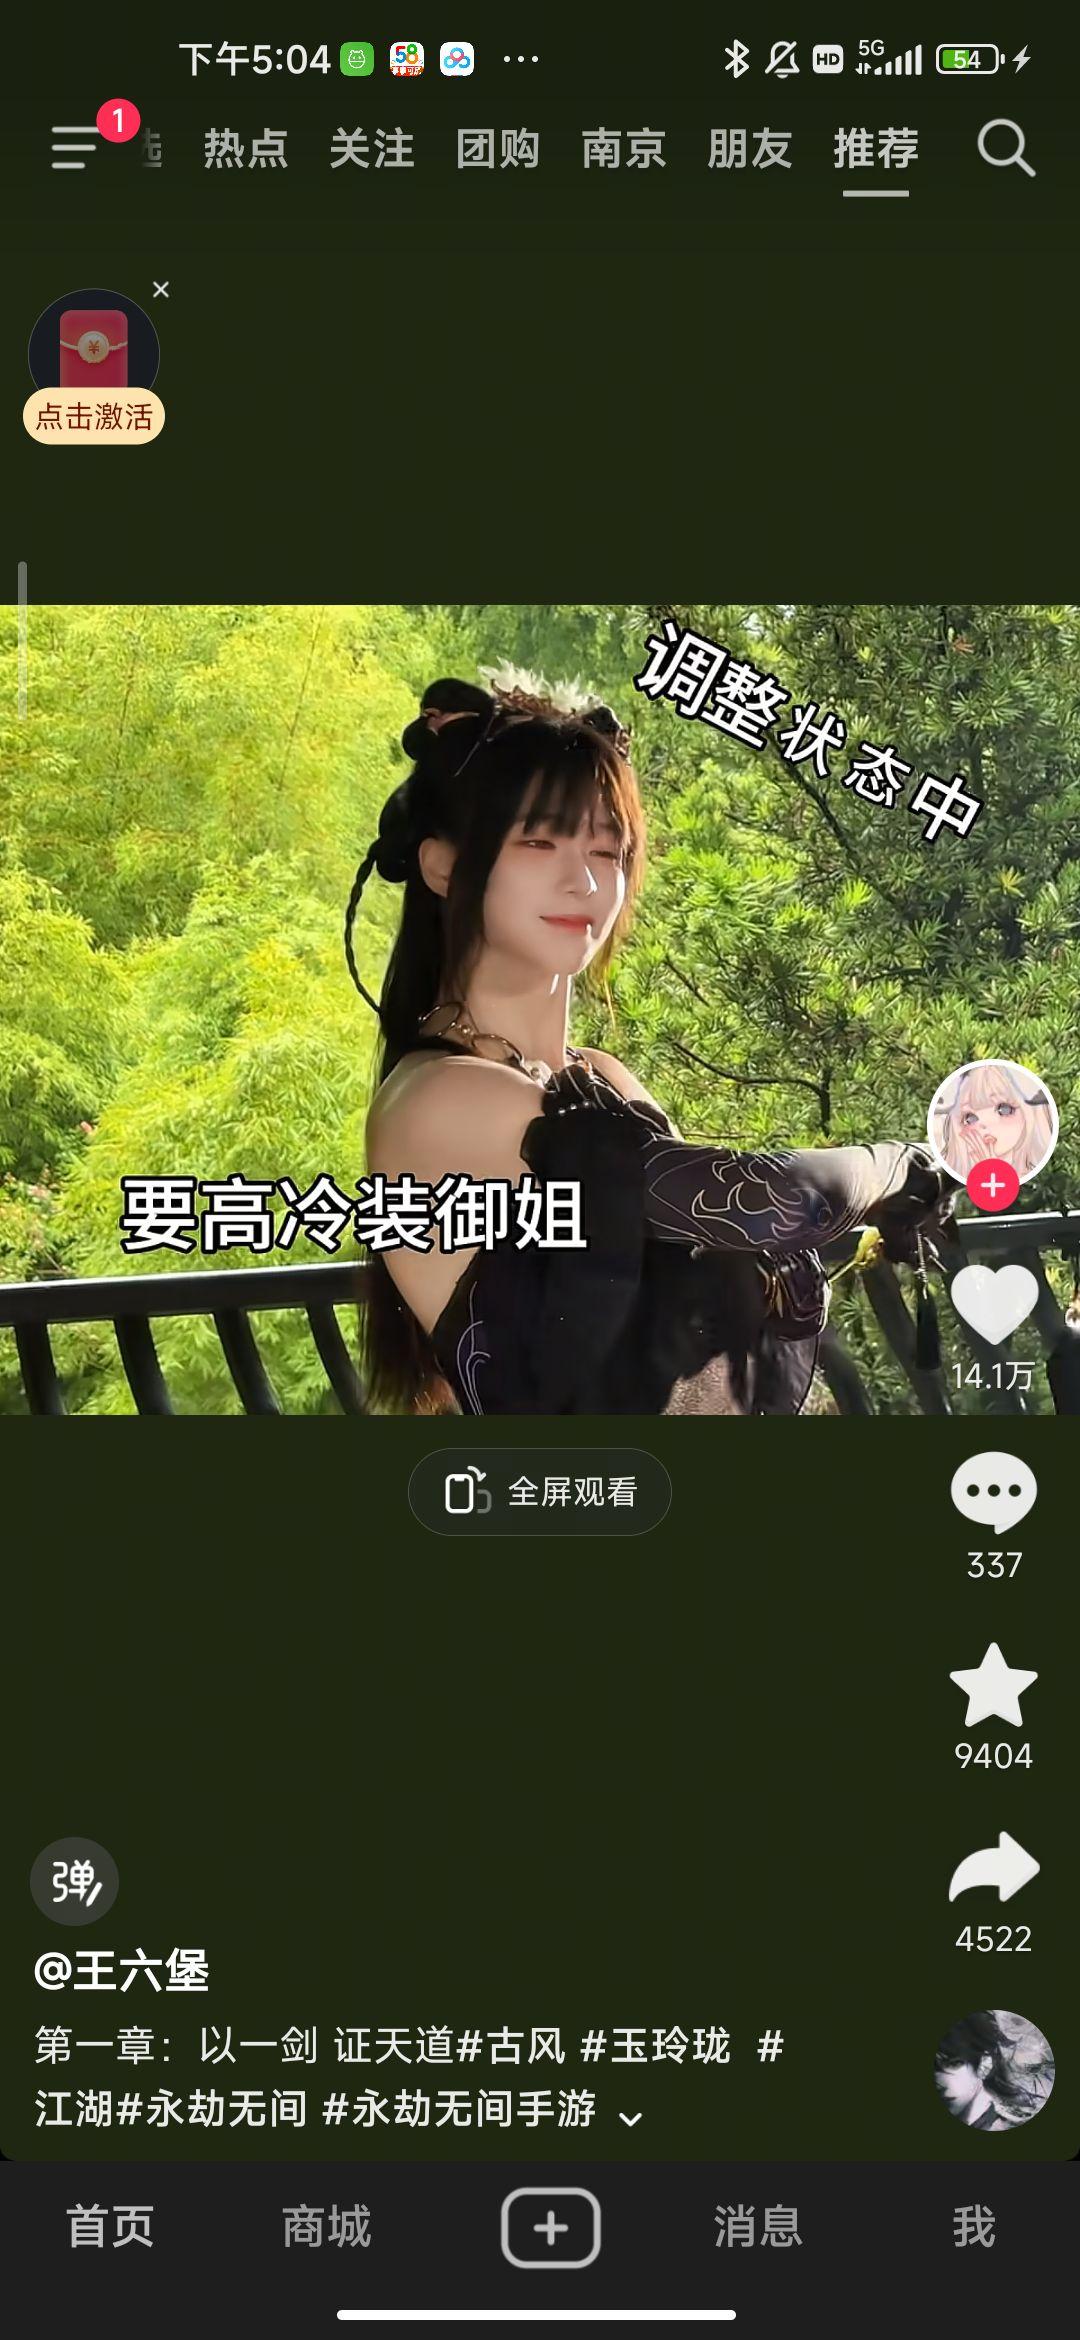 下午5:04
58
HD
5G
54
1
选 热点 关注 团购 南京 朋友 推荐
点击激活
调整状态中
要高冷装御姐
14.1万
全屏观看
337
9404
4522
弹
@王六堡
第一章：以一剑 证天道#古风 #玉玲珑 #
江湖#永劫无间 #永劫无间手游
首页 商城 消息 我